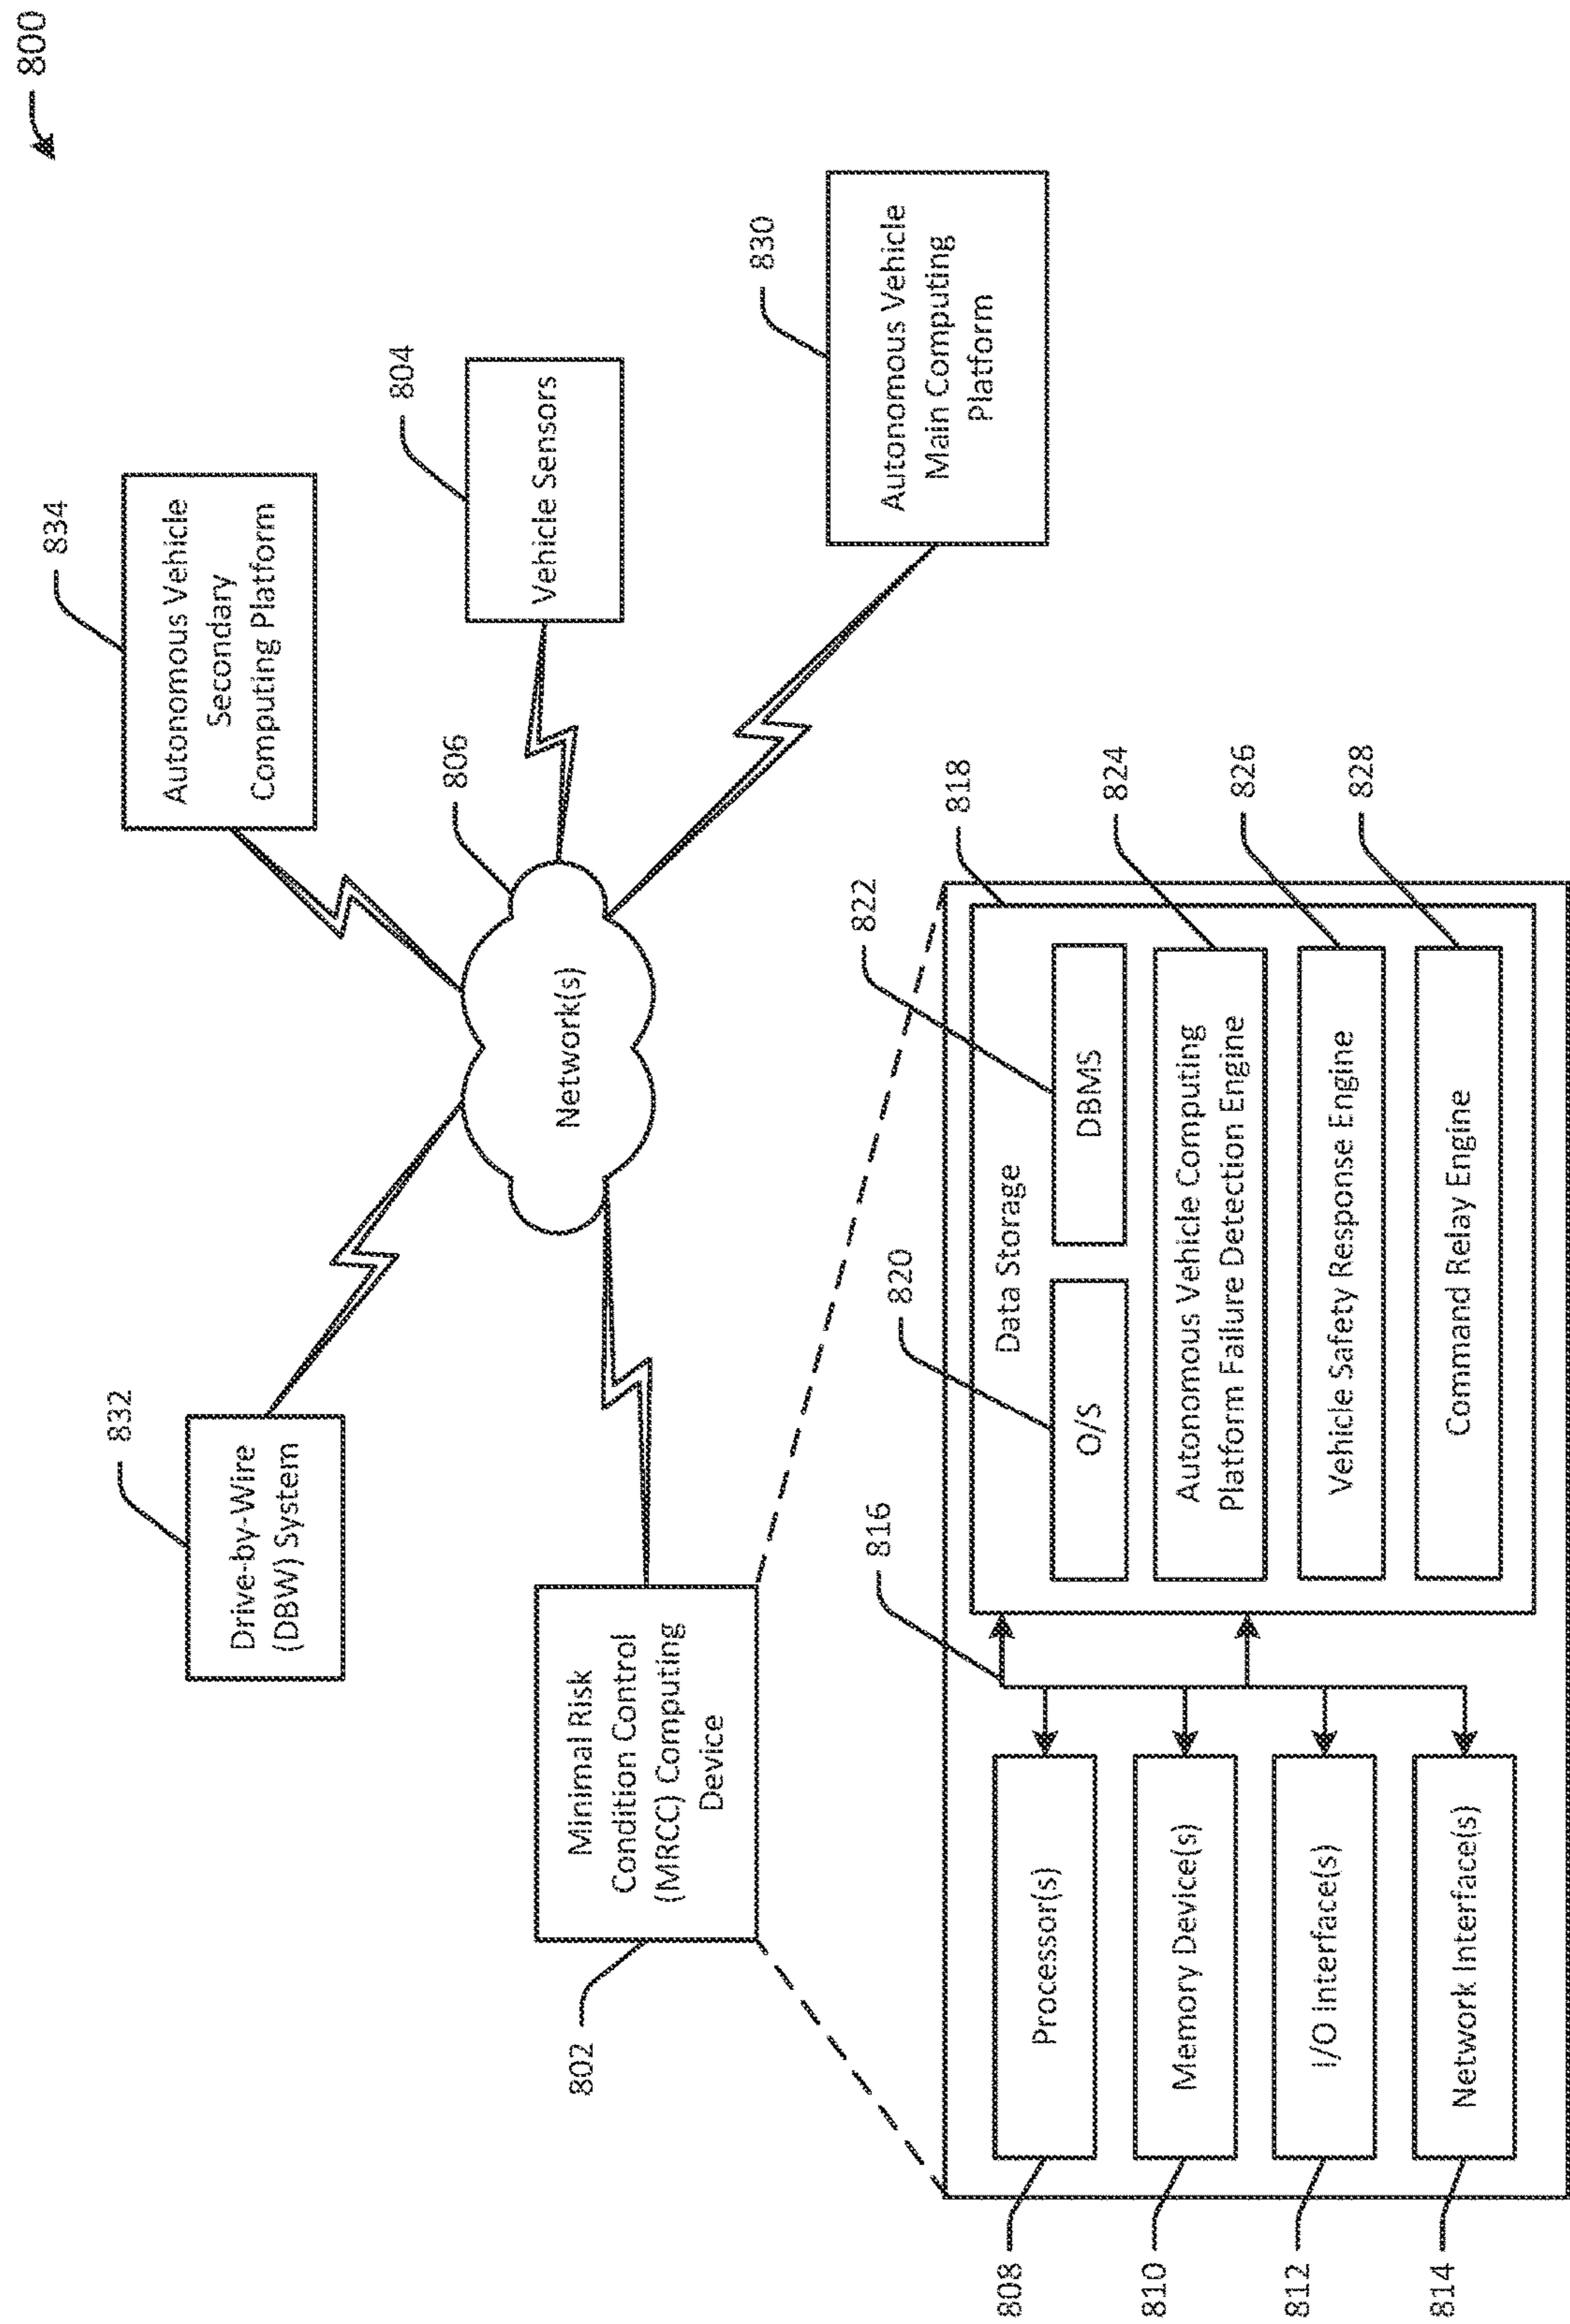 800
832
Drive-by-Wire
(DBW) System
834
Autonomous Vehicle
Secondary
Computing Platform
806
Network(s)
804
Vehicle Sensors
802
Minimal Risk
Condition Control
(MRCC) Computing
Device
830
Autonomous Vehicle
Main Computing
Platform
808
Processor(s)
810
Memory Device(s)
812
I/O Interface(s)
814
Network Interface(s)
816
818
Data Storage
820
O/S
822
DBMS
824
Autonomous Vehicle Computing
Platform Failure Detection Engine
826
Vehicle Safety Response Engine
828
Command Relay Engine